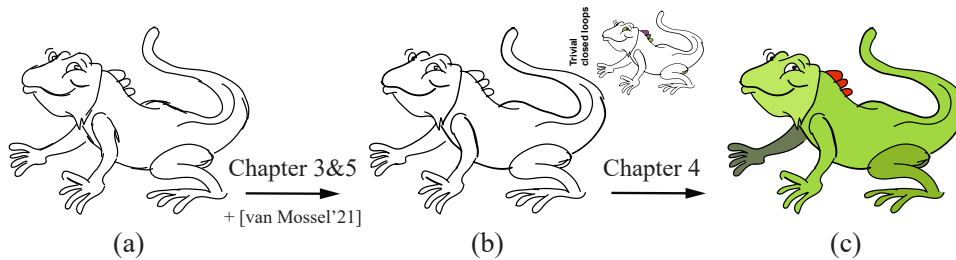 Trivial
closed loops
Chapter 3&5
+ [van Mossel’21]
Chapter 4
(a)
(b)
(c)